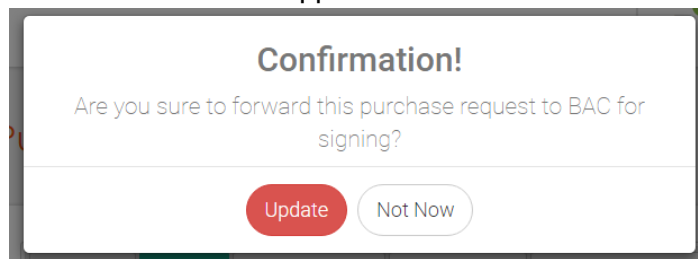 Confirmation!
Are you sure to forward this purchase request to BAC for
signing?
Update
Not Now